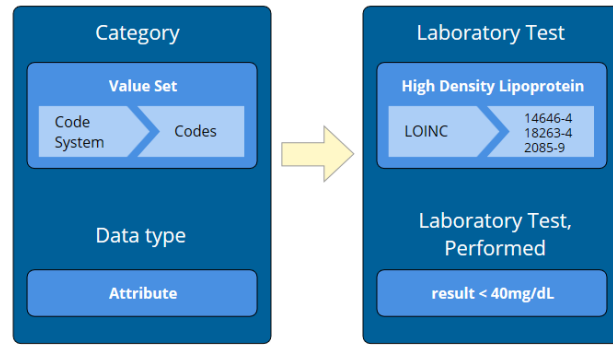 Category
Value Set
Code
System
Codes
Data type
Attribute
Laboratory Test
High Density Lipoprotein
LOINC
14646-4
18263-4
2085-9
Laboratory Test,
Performed
result < 40mg/dL